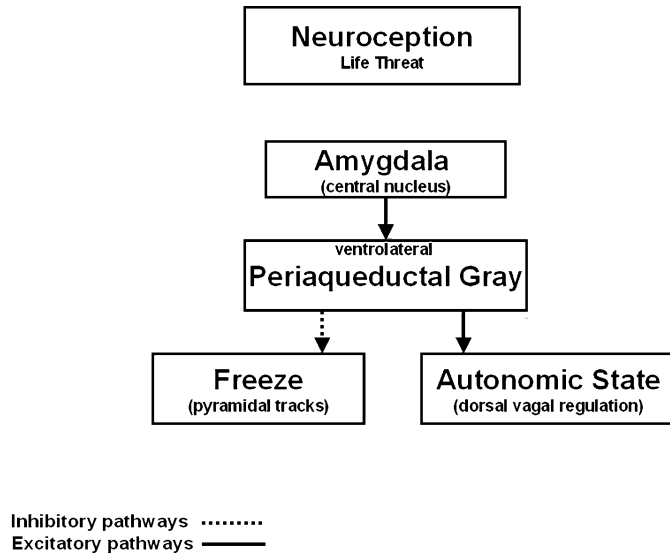 Neuroception
Life Threat
Amygdala
(central nucleus)
ventrolateral
Periaqueductal Gray
Freeze
(pyramidal tracks)
Autonomic State
(dorsal vagal regulation)
Inhibitory pathways
Excitatory pathways